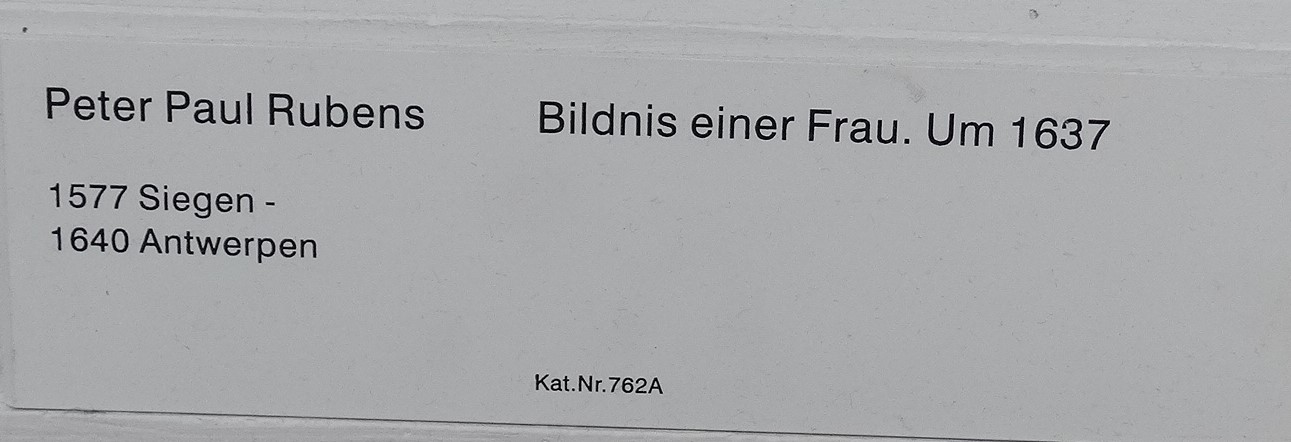 Peter Paul Rubens
1577 Siegen -
1640 Antwerpen
Bildnis einer Frau. Um 1637
Kat.Nr.762A